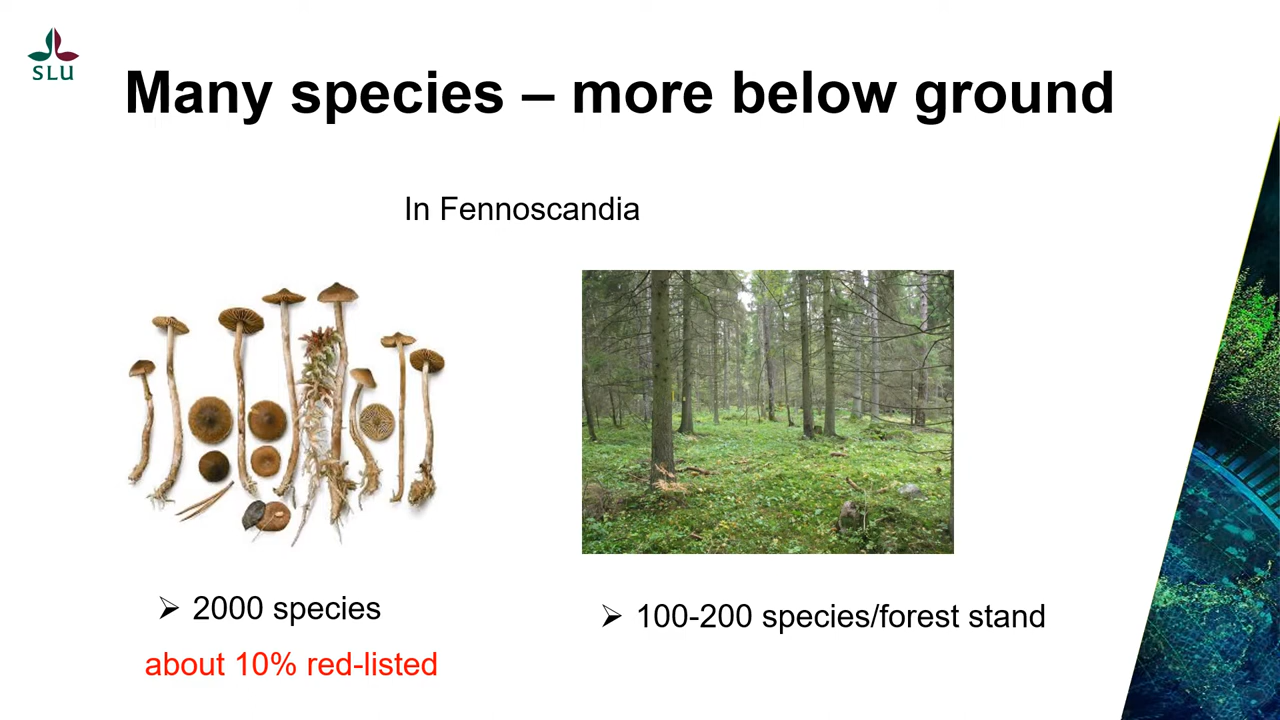 SLU
Many species – more below ground
In Fennoscandia
➢ 2000 species
about 10% red-listed
➢ 100-200 species/forest stand